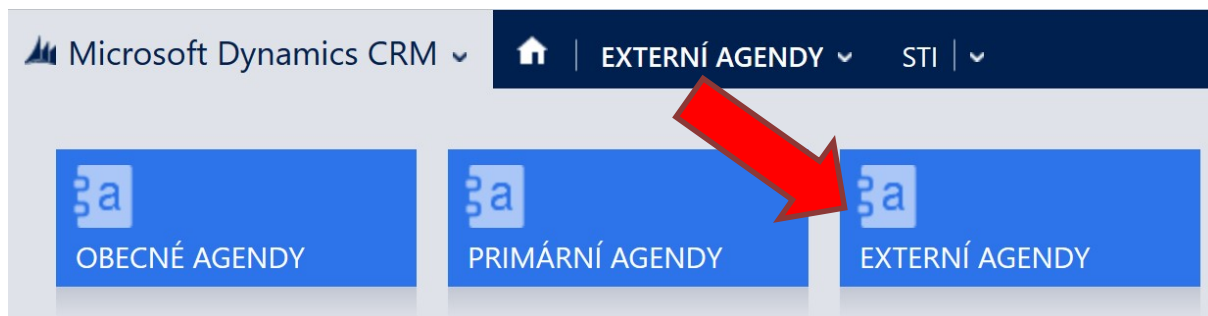 Microsoft Dynamics CRM EXTERNÍ AGENDY STI
a a a
OBECNÉ AGENDY PRIMÁRNÍ AGENDY EXTERNÍ AGENDY